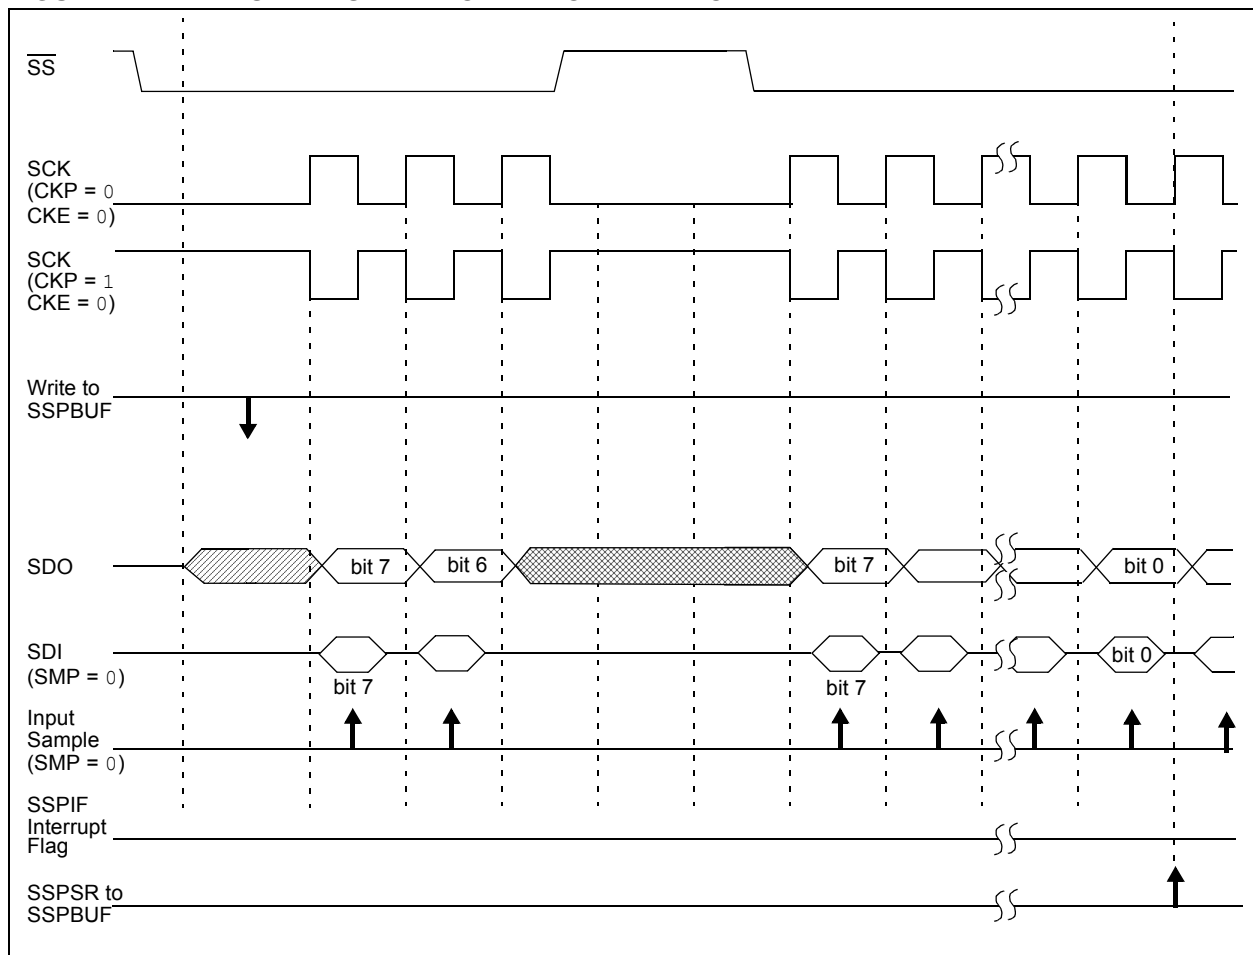 SS
SCK
(CKP = 0
CKE = 0)
SCK
(CKP = 1
CKE = 0)
Write to
SSPBUF
SDO
bit 7
bit 6
bit 7
bit 0
SDI
(SMP = 0)
bit 7
bit 7
bit 0
Input
Sample
(SMP = 0)
SSPIF
Interrupt
Flag
SSPSR to
SSPBUF